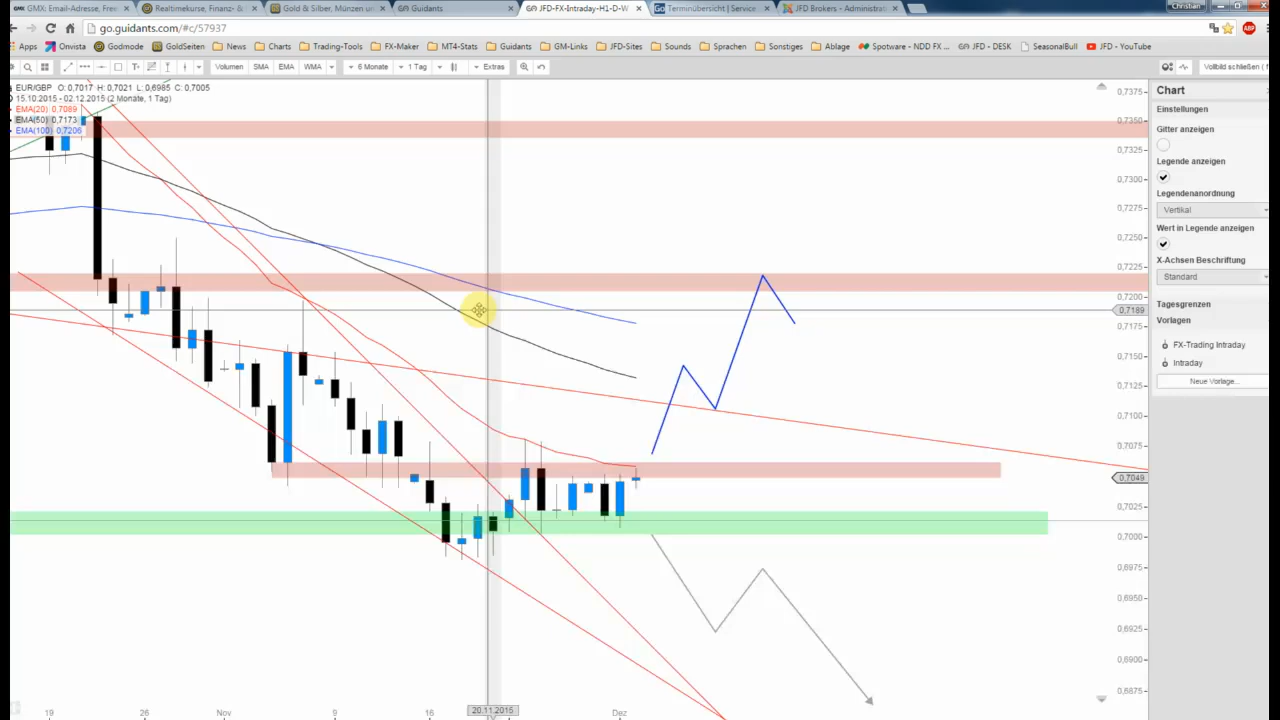 GMX: Email-Adresse, Free
Realtimekurse, Finanz- &
Gold & Silber, Münzen un
Guidants
JFD-FX-Intraday-H1-D-W
Terminübersicht | Service
JFD Brokers - Administra
Christian
go.guidants.com/#c/57937
ABP
Apps
Onvista
Godmode
GoldSeiten
News
Charts
Trading-Tools
FX-Maker
MT4-Stats
Guidants
GM-Links
JFD-Sites
Sounds
Sprachen
Sonstiges
Ablage
Spotware - NDD FX ...
JFD - DESK
SeasonalBull
JFD - YouTube
Volumen
SMA
EMA
WMA
6 Monate
1 Tag
Extras
Vollbild schließen ( f
EUR/GBP O: 0,7017 H: 0,7021 L: 0,6985 C: 0,7005
15.10.2015 - 02.12.2015 (2 Monate, 1 Tag)
EMA(20) 0,7089
EMA(50) 0,7173
EMA(100) 0,7206
0,7375
0,7350
0,7325
0,7300
0,7275
0,7250
0,7225
0,7200
0,7189
0,7175
0,7150
0,7125
0,7100
0,7075
0,7049
0,7025
0,7000
0,6975
0,6950
0,6925
0,6900
0,6875
19
26
Nov
9
16
20.11.2015
Dez
Chart
Einstellungen
Gitter anzeigen
Legende anzeigen
Legendenanordnung
Vertikal
Wert in Legende anzeigen
X-Achsen Beschriftung
Standard
Tagesgrenzen
Vorlagen
FX-Trading Intraday
Intraday
Neue Vorlage...